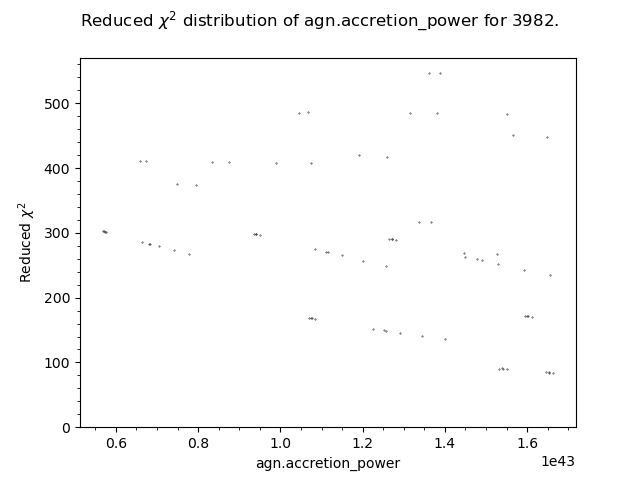 Reduced χ² distribution of agn.accretion_power for 3982.
500
400
300
200
100
0
Reduced χ²
0.6 0.8 1.0 1.2 1.4 1.6
1e43
agn.accretion_power